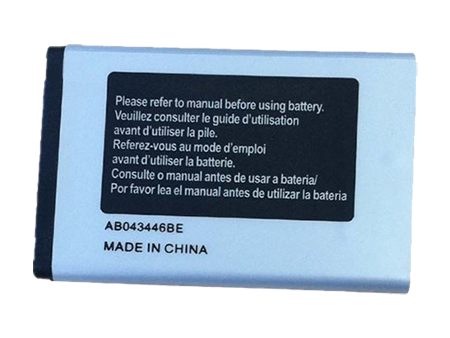 Please refer to manual before using battery.
Veuillez consulter le guide d'utilisation
avant d'utiliser la pile.
Referez-vous au mode d'emploi
avant d'utiliser la batterie.
Consulte o manual antes de usar a bateria/
Por favor lea el manual antes de utilizar la bateria
AB043446BE
MADE IN CHINA